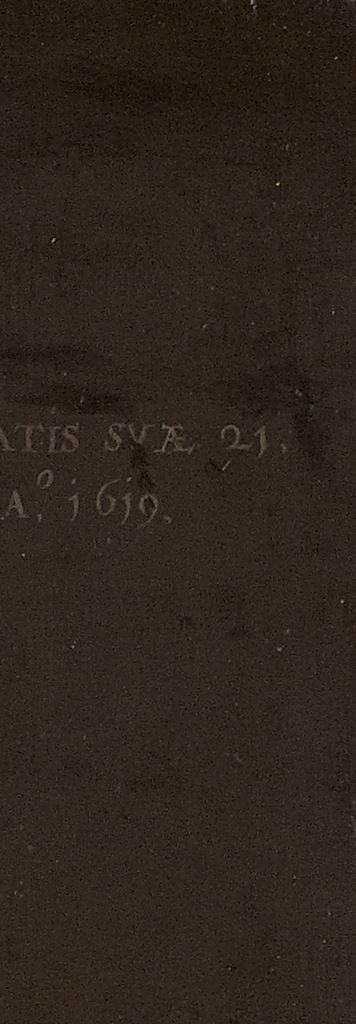 ATIS SVÆ 21.
A.º 1619.